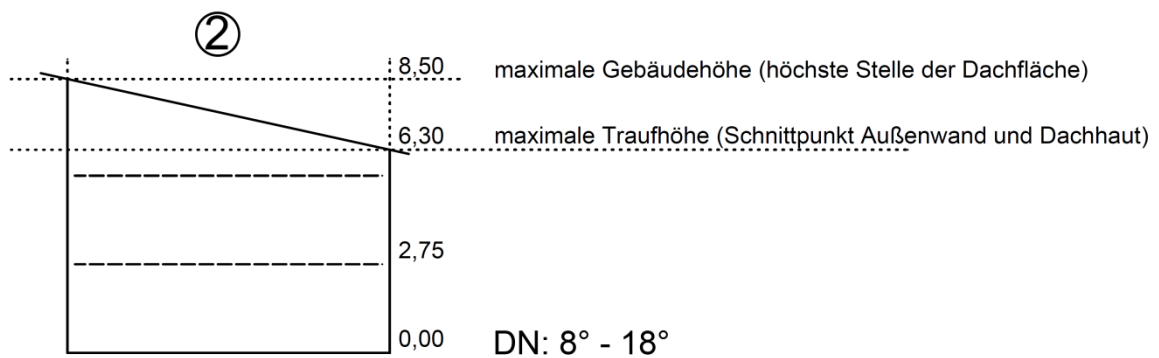 ②
8,50 maximale Gebäudehöhe (höchste Stelle der Dachfläche)
6,30 maximale Traufhöhe (Schnittpunkt Außenwand und Dachhaut)
2,75
0,00 DN: 8° - 18°